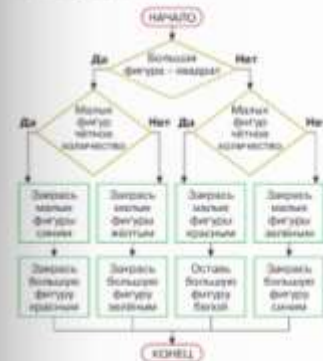 НАЧАЛО
Большая
фигура – квадрат
Да
Нет
Малых
фигур
чётное
количество
Да
Нет
Малых
фигур
чётное
количество
Да
Нет
Закрась
малые
фигуры
синим
Закрась
малые
фигуры
жёлтым
Закрась
малые
фигуры
красным
Закрась
малые
фигуры
зелёным
Закрась
большую
фигуру
красным
Закрась
большую
фигуру
зелёным
Оставь
большую
фигуру
белой
Закрась
большую
фигуру
синим
КОНЕЦ